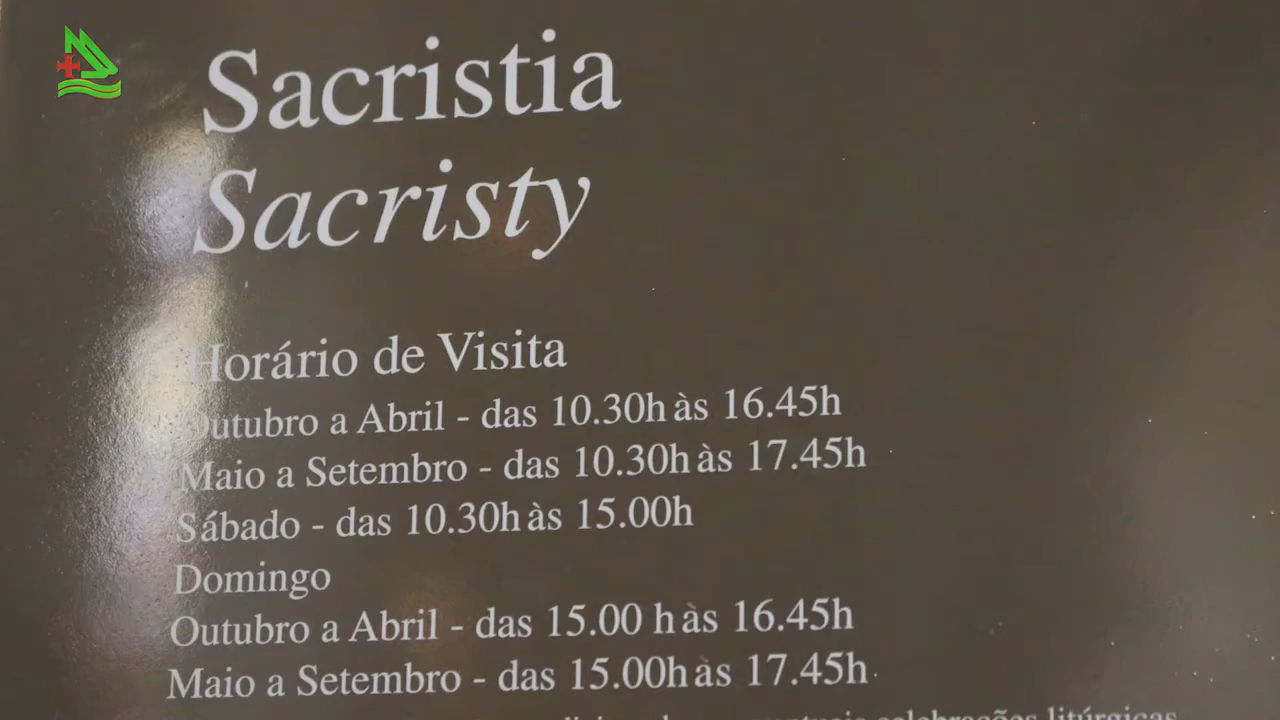 Sacristia
Sacristy
Horário de Visita
Outubro a Abril - das 10.30h às 16.45h
Maio a Setembro - das 10.30h às 17.45h
Sábado - das 10.30h às 15.00h
Domingo
Outubro a Abril - das 15.00 h às 16.45h
Maio a Setembro - das 15.00h às 17.45h
celebrações litúrgicas